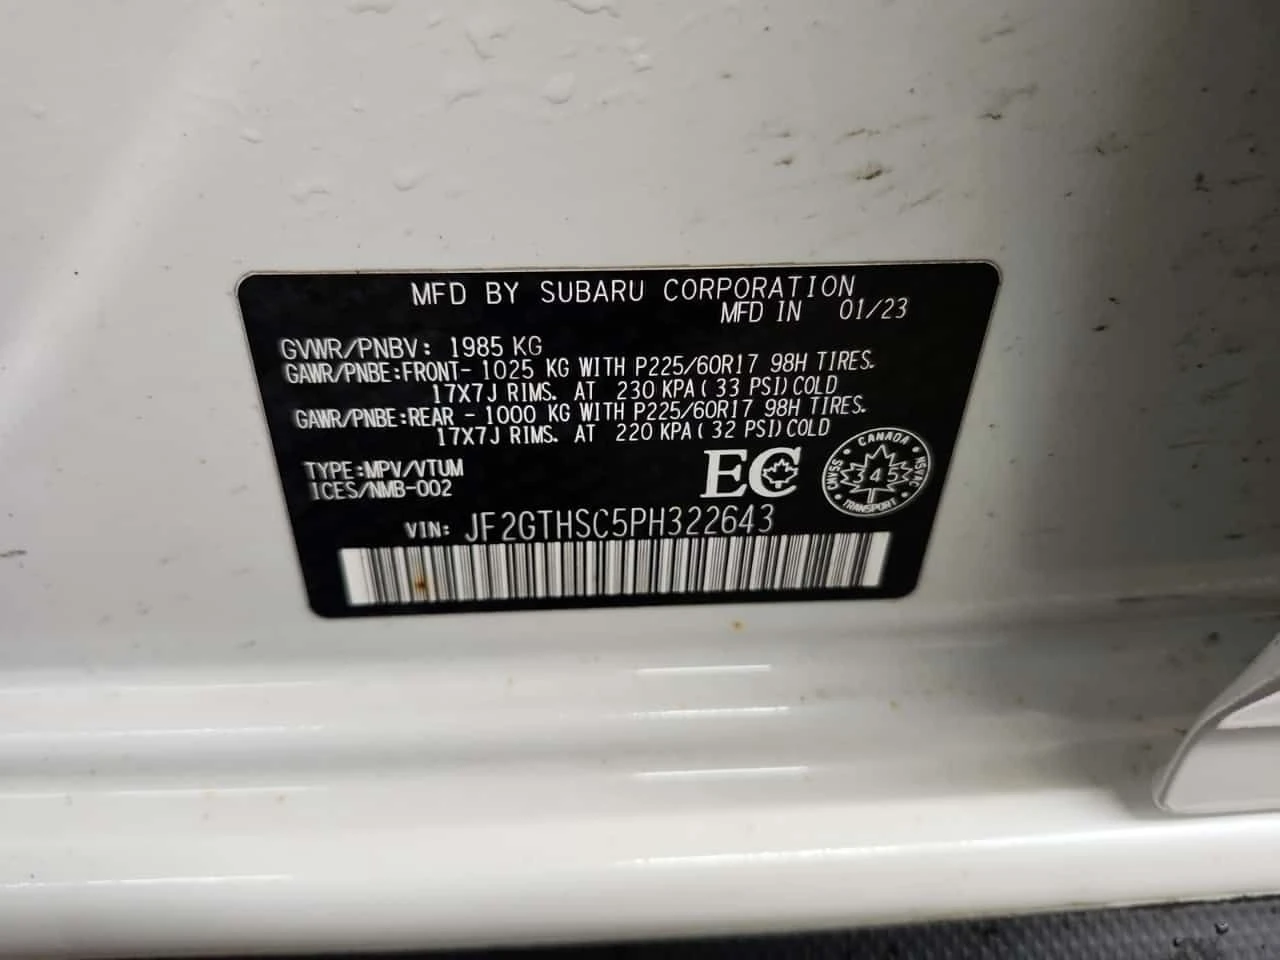 MFD BY SUBARU CORPORATION
MFD IN 01/23
GVWR/PNBV: 1985 KG
GAWR/PNBE:FRONT- 1025 KG WITH P225/60R17 98H TIRES.
17X7J RIMS. AT 230 KPA( 33 PSI)COLD
GAWR/PNBE:REAR - 1000 KG WITH P225/60R17 98H TIRES.
17X7J RIMS. AT 220 KPA( 32 PSI)COLD
TYPE:MPV/VTUM
ICES/NMB-002
EC
CANADA
CMVSS
345
NSVAC
TRANSPORT
VIN: JF2GTHSC5PH322643